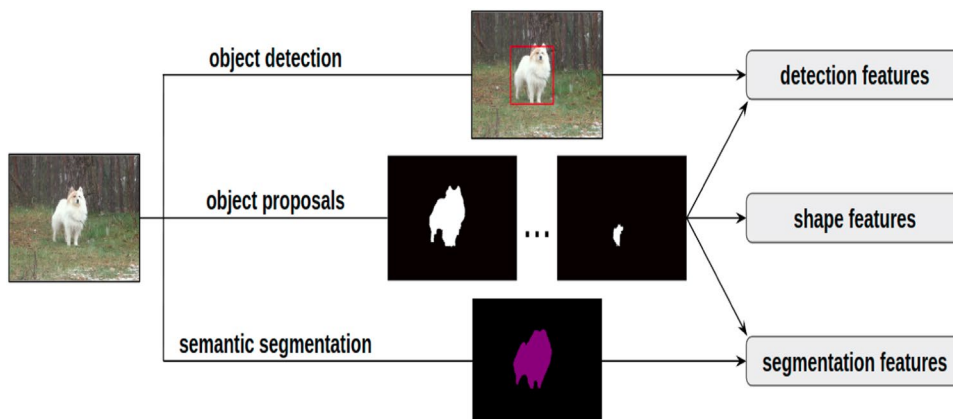 object detection
detection features
object proposals
...
shape features
semantic segmentation
segmentation features